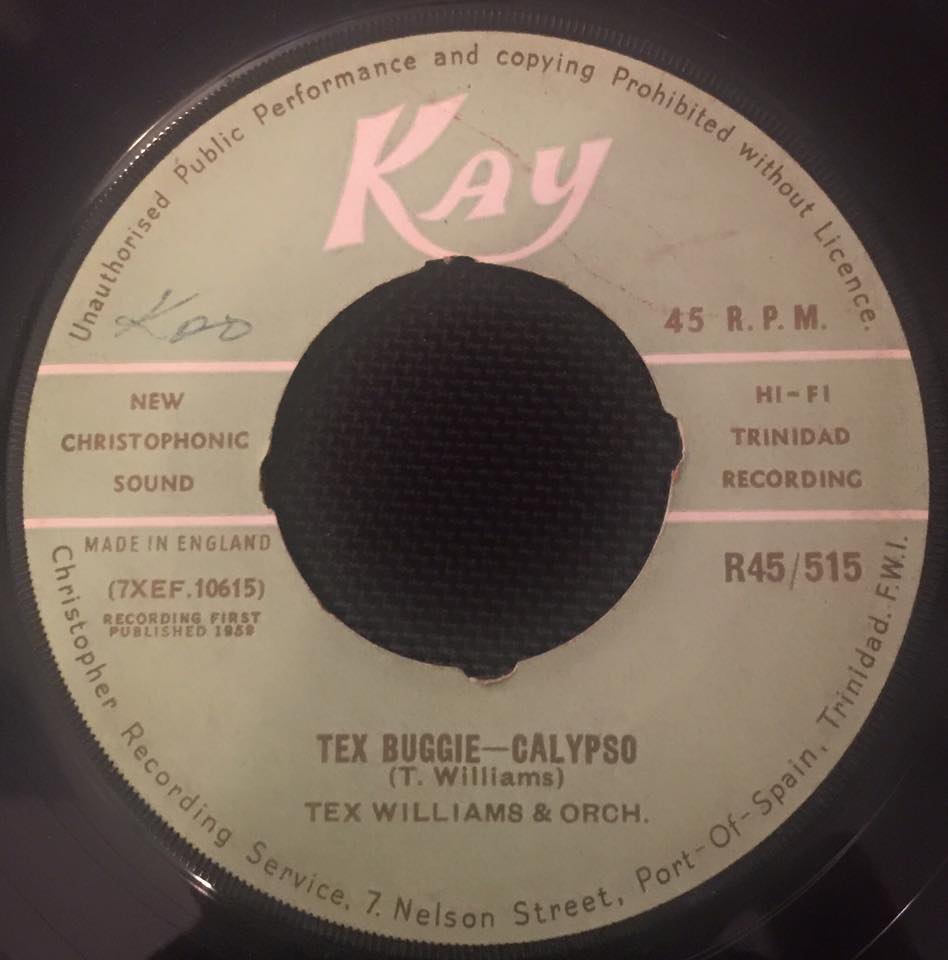 Unauthorised Public Performance and copying Prohibited without Licence.
Kay
45 R.P.M.
NEW
CHRISTOPHONIC
SOUND
HI-FI
TRINIDAD
RECORDING
MADE IN ENGLAND
(7XEF.10615)
RECORDING FIRST
PUBLISHED 1959
R45/515
TEX BUGGIE—CALYPSO
(T. Williams)
TEX WILLIAMS & ORCH.
Christopher Recording Service, 7. Nelson Street, Port-Of-Spain, Trinidad. F.W.I.